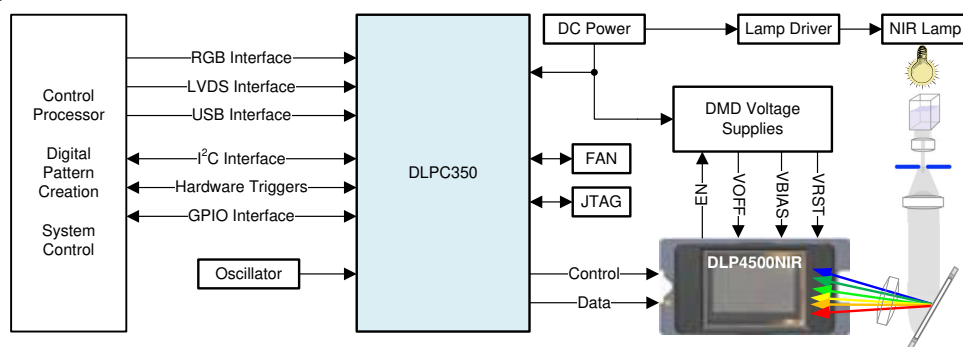 DC Power
Lamp Driver
NIR Lamp
RGB Interface
LVDS Interface
USB Interface
Control
Processor
Digital
Pattern
Creation
System
Control
I²C Interface
Hardware Triggers
GPIO Interface
Oscillator
DLPC350
FAN
JTAG
Control
Data
DMD Voltage
Supplies
EN
VOFF
VBIAS
VRST
DLP4500NIR